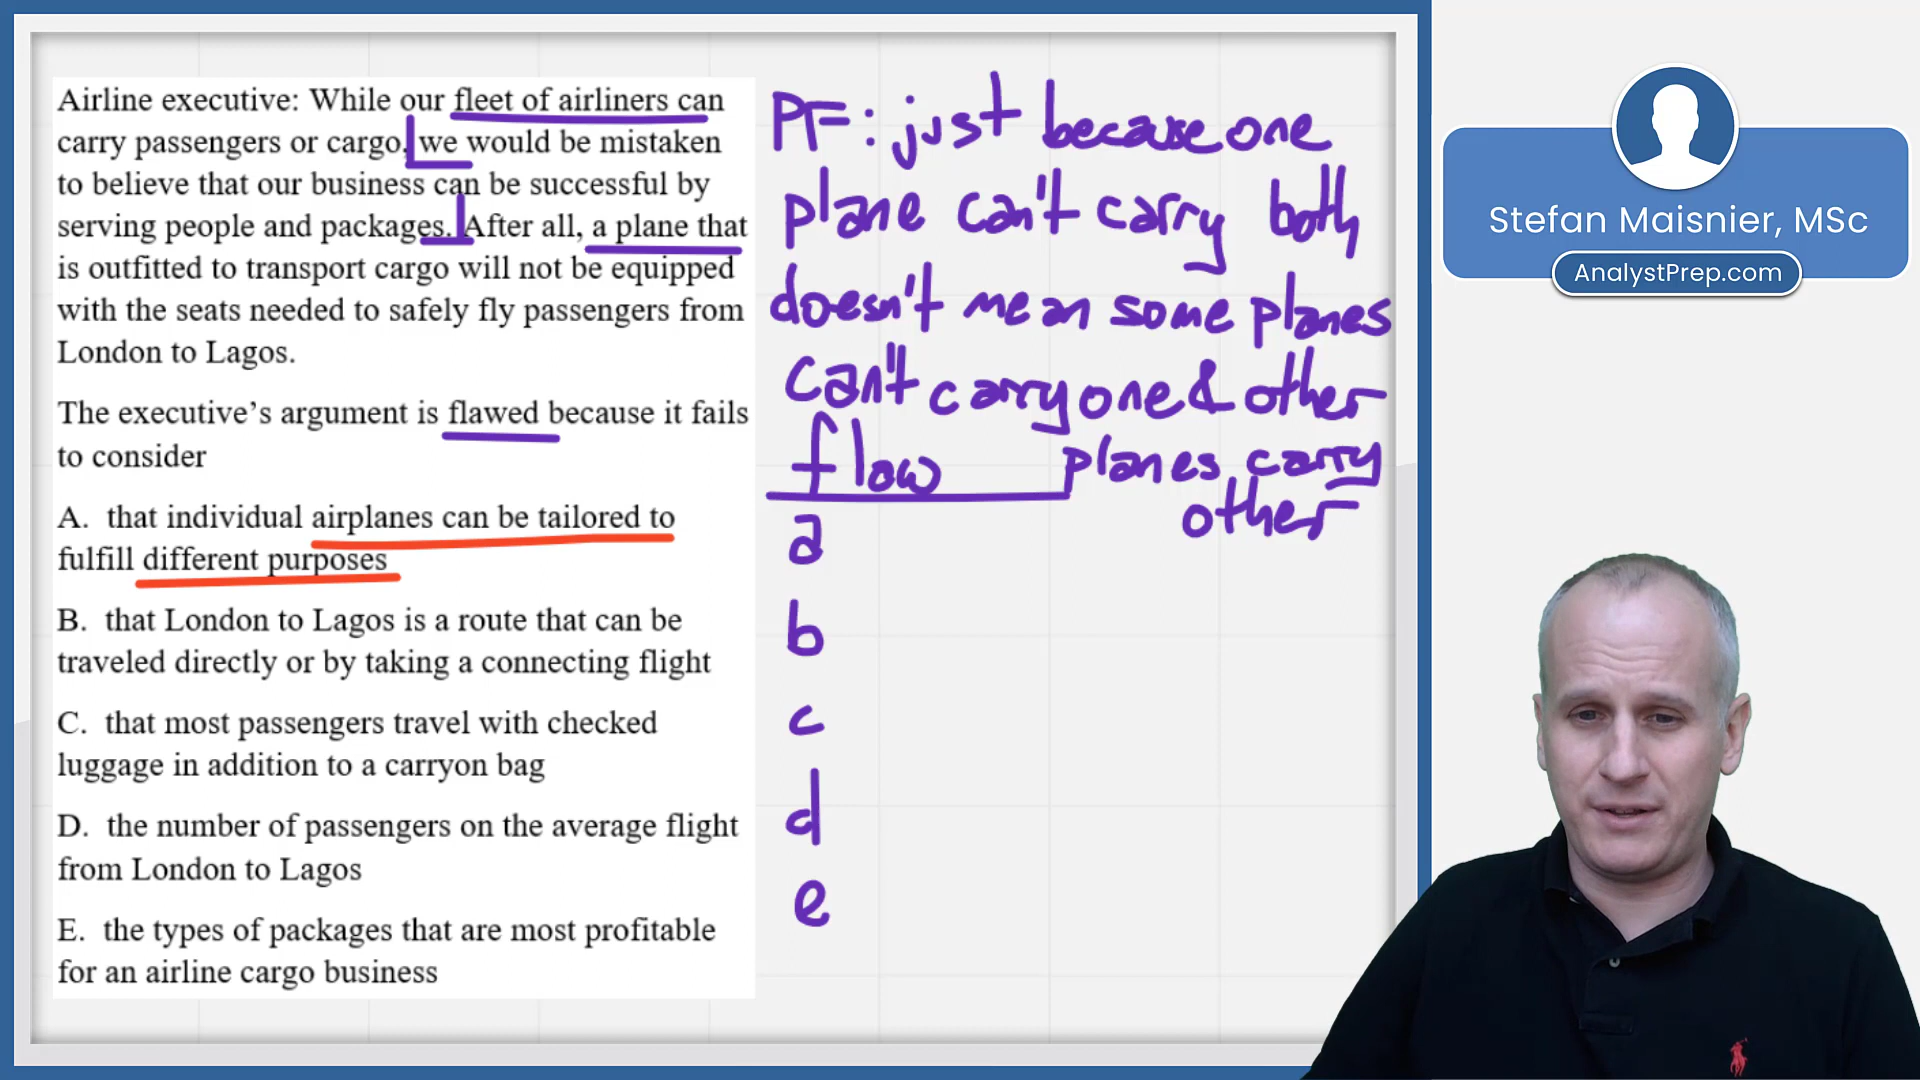 Airline executive: While our fleet of airliners can
carry passengers or cargo, we would be mistaken
to believe that our business can be successful by
serving people and packages. After all, a plane that
is outfitted to transport cargo will not be equipped
with the seats needed to safely fly passengers from
London to Lagos.
The executive's argument is flawed because it fails
to consider
A. that individual airplanes can be tailored to
fulfill different purposes
B. that London to Lagos is a route that can be
traveled directly or by taking a connecting flight
C. that most passengers travel with checked
luggage in addition to a carryon bag
D. the number of passengers on the average flight
from London to Lagos
E. the types of packages that are most profitable
for an airline cargo business
PF: just because one
plane can't carry both
doesn't mean some planes
can't carry one & other
planes carry
other
flaw
a
b
c
d
e
Stefan Maisnier, MSc
AnalystPrep.com